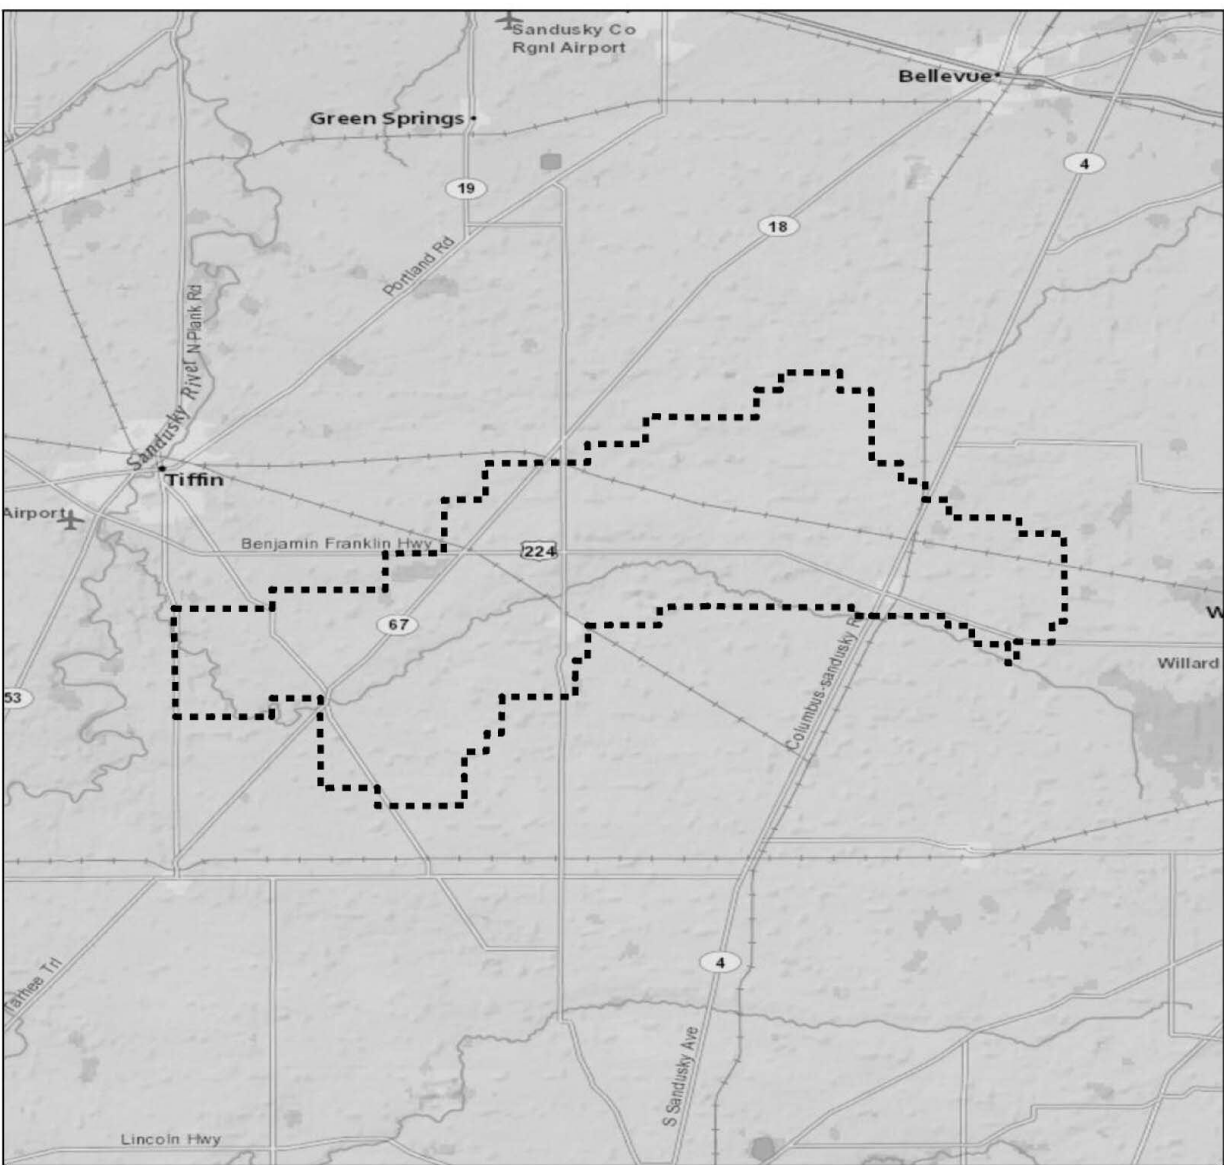 Sandusky Co
Rgnl Airport
Bellevue
Green Springs
4
19
18
Portland Rd
N Plank Rd
Sandusky River
Tiffin
Airport
Benjamin Franklin Hwy
224
67
W
Columbus-sandusky R
Willard
53
4
Tarhee Trl
S Sandusky Ave
Lincoln Hwy